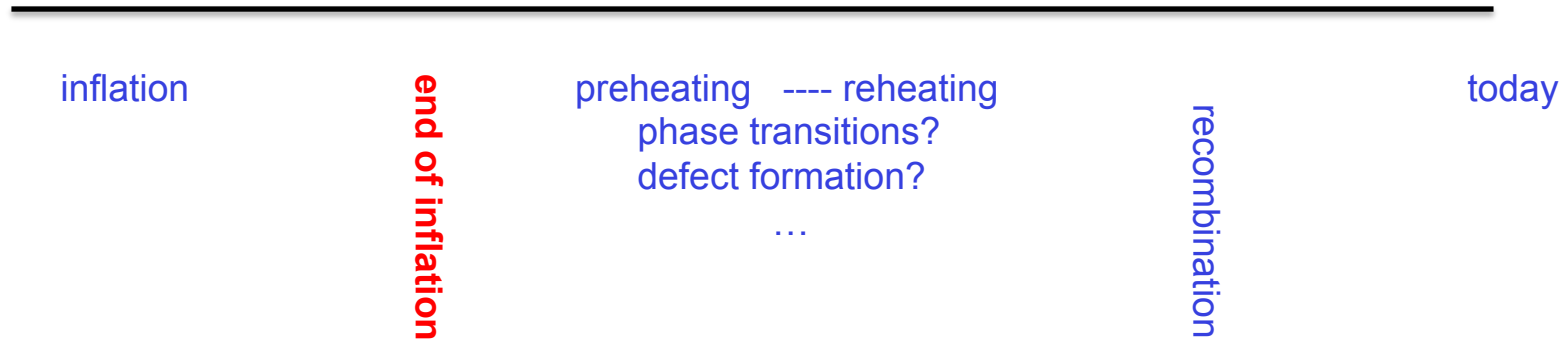 inflation
end of inflation
preheating ---- reheating
phase transitions?
defect formation?
…
recombination
today